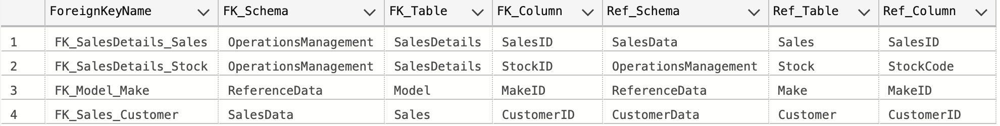 ForeignKeyName FK_Schema FK_Table FK_Column Ref_Schema Ref_Table Ref_Column
1 FK_SalesDetails_Sales OperationsManagement SalesDetails SalesID SalesData Sales SalesID
2 FK_SalesDetails_Stock OperationsManagement SalesDetails StockID OperationsManagement Stock StockCode
3 FK_Model_Make ReferenceData Model MakeID ReferenceData Make MakeID
4 FK_Sales_Customer SalesData Sales CustomerID CustomerData Customer CustomerID